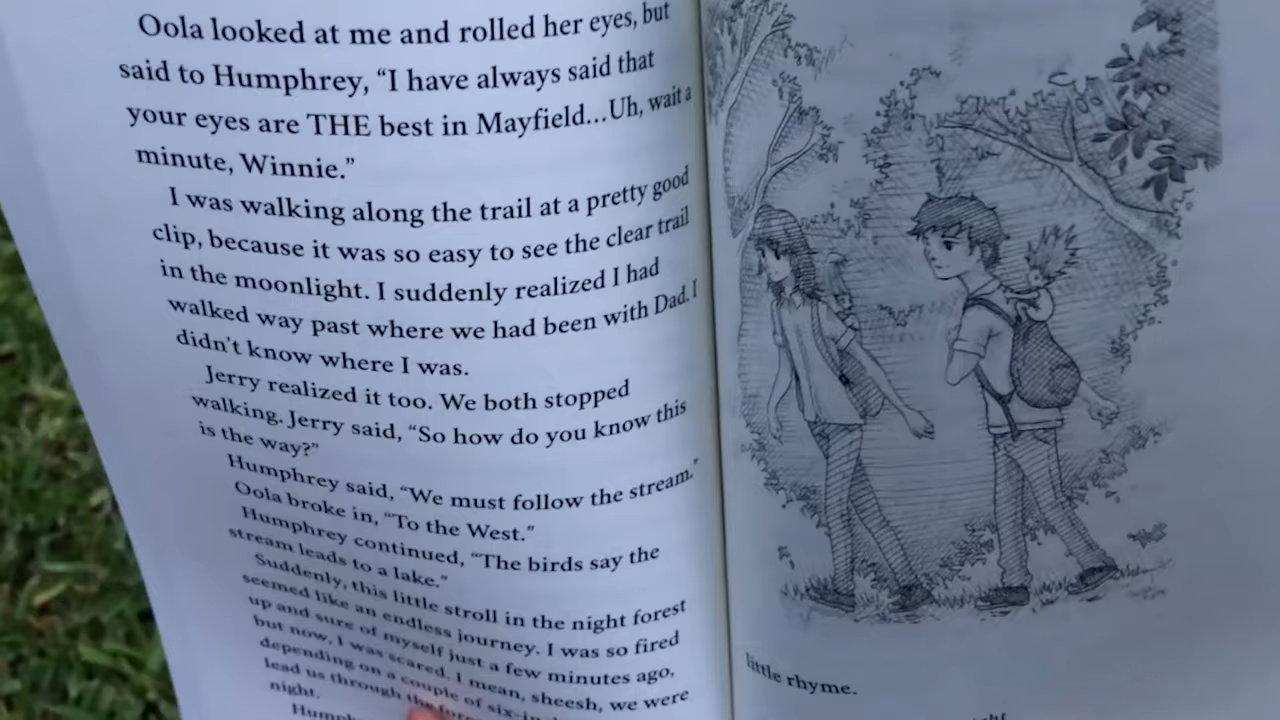 Oola looked at me and rolled her eyes, but
said to Humphrey, “I have always said that
your eyes are THE best in Mayfield...Uh, wait a
minute, Winnie.”
I was walking along the trail at a pretty good
clip, because it was so easy to see the clear trail
in the moonlight. I suddenly realized I had
walked way past where we had been with Dad. I
didn’t know where I was.
Jerry realized it too. We both stopped
walking. Jerry said, “So how do you know this
is the way?”
Humphrey said, “We must follow the stream.”
Oola broke in, “To the West.”
Humphrey continued, “The birds say the
stream leads to a lake.”
Suddenly, this little stroll in the night forest
seemed like an endless journey. I was so fired
up and sure of myself just a few minutes ago,
but now, I was scared. I mean, sheesh, we were
depending on a couple of
lead us through the
night.
little rhyme.